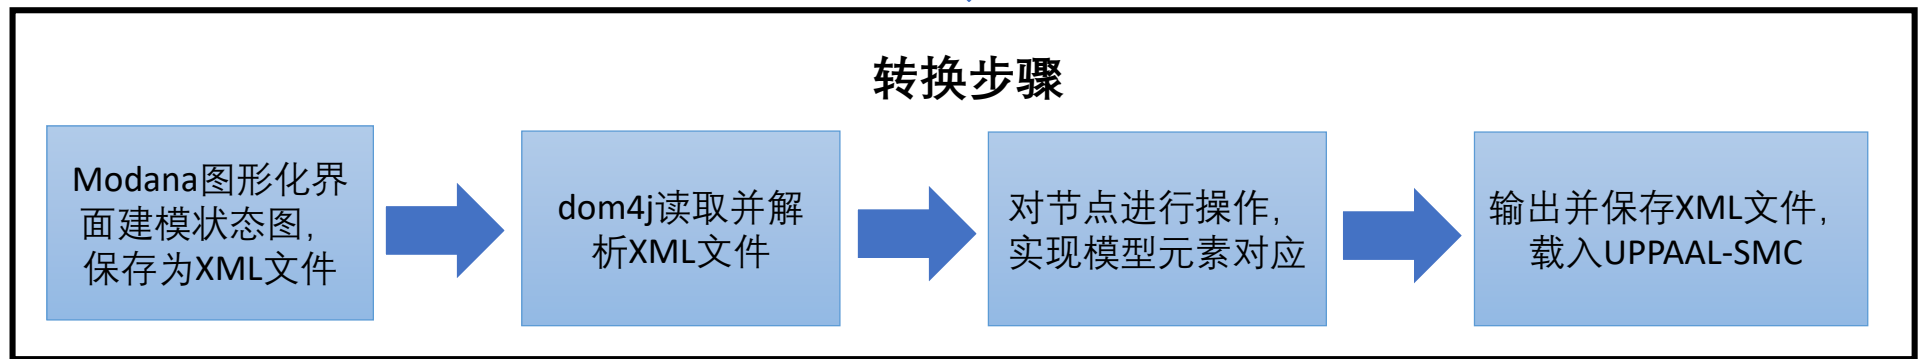 转换步骤
Modana图形化界
面建模状态图,
保存为XML文件
dom4j读取并解
析XML文件
对节点进行操作,
实现模型元素对应
输出并保存XML文件,
载入UPPAAL-SMC